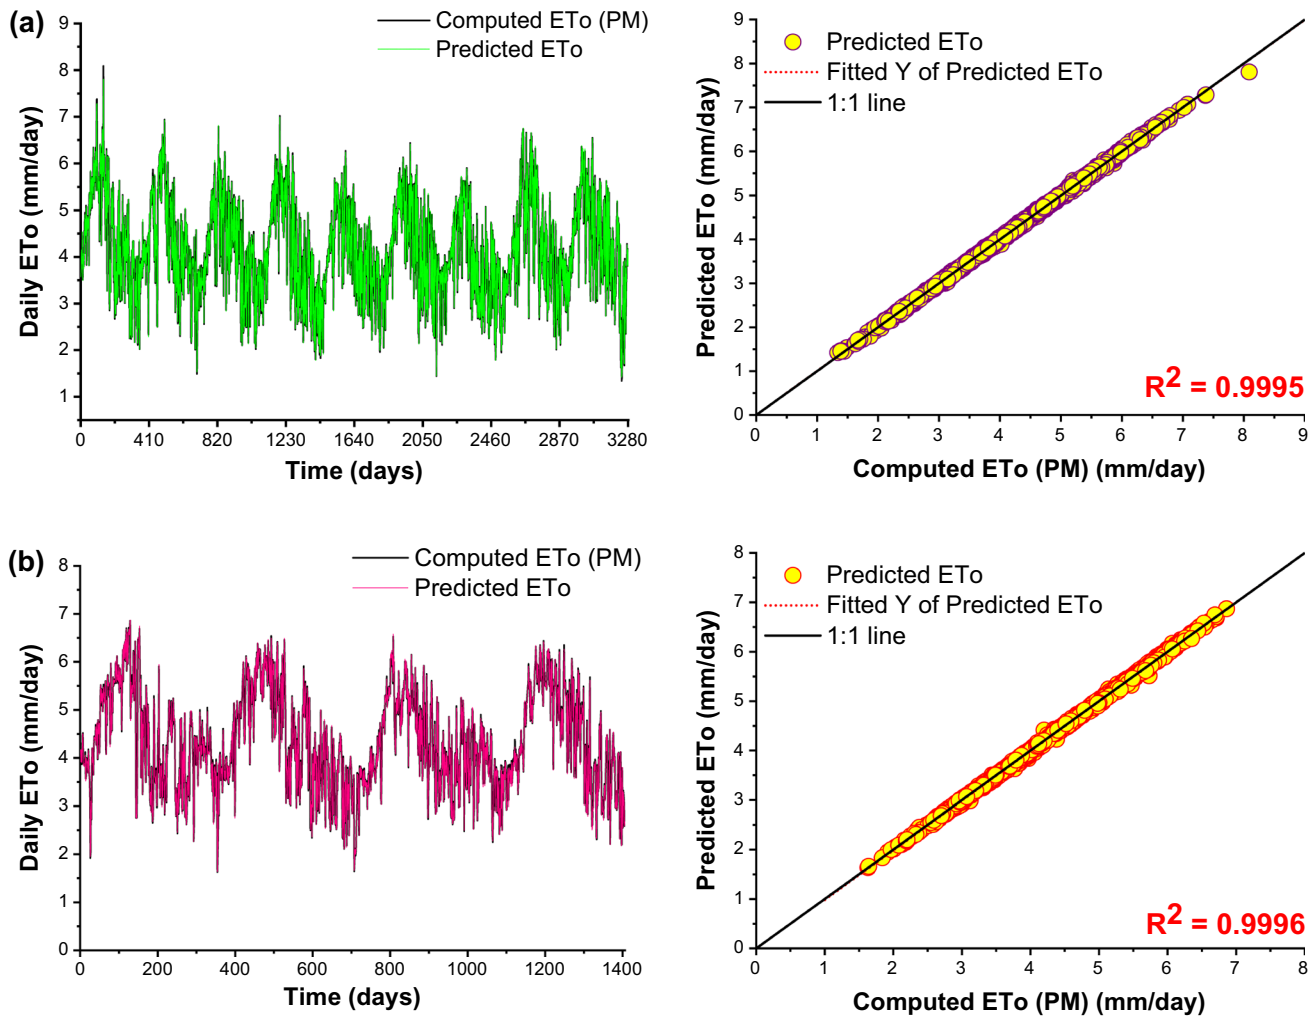 (a)
Computed ETo (PM)
Predicted ETo
Daily ETo (mm/day)
9
8
7
6
5
4
3
2
1
0 410 820 1230 1640 2050 2460 2870 3280
Time (days)
Predicted ETo
Fitted Y of Predicted ETo
1:1 line
Predicted ETo (mm/day)
9
8
7
6
5
4
3
2
1
0
R2 = 0.9995
0 1 2 3 4 5 6 7 8 9
Computed ETo (PM) (mm/day)
(b)
Computed ETo (PM)
Predicted ETo
Daily ETo (mm/day)
8
7
6
5
4
3
2
1
0
0 200 400 600 800 1000 1200 1400
Time (days)
Predicted ETo
Fitted Y of Predicted ETo
1:1 line
Predicted ETo (mm/day)
8
7
6
5
4
3
2
1
0
R2 = 0.9996
0 1 2 3 4 5 6 7 8
Computed ETo (PM) (mm/day)